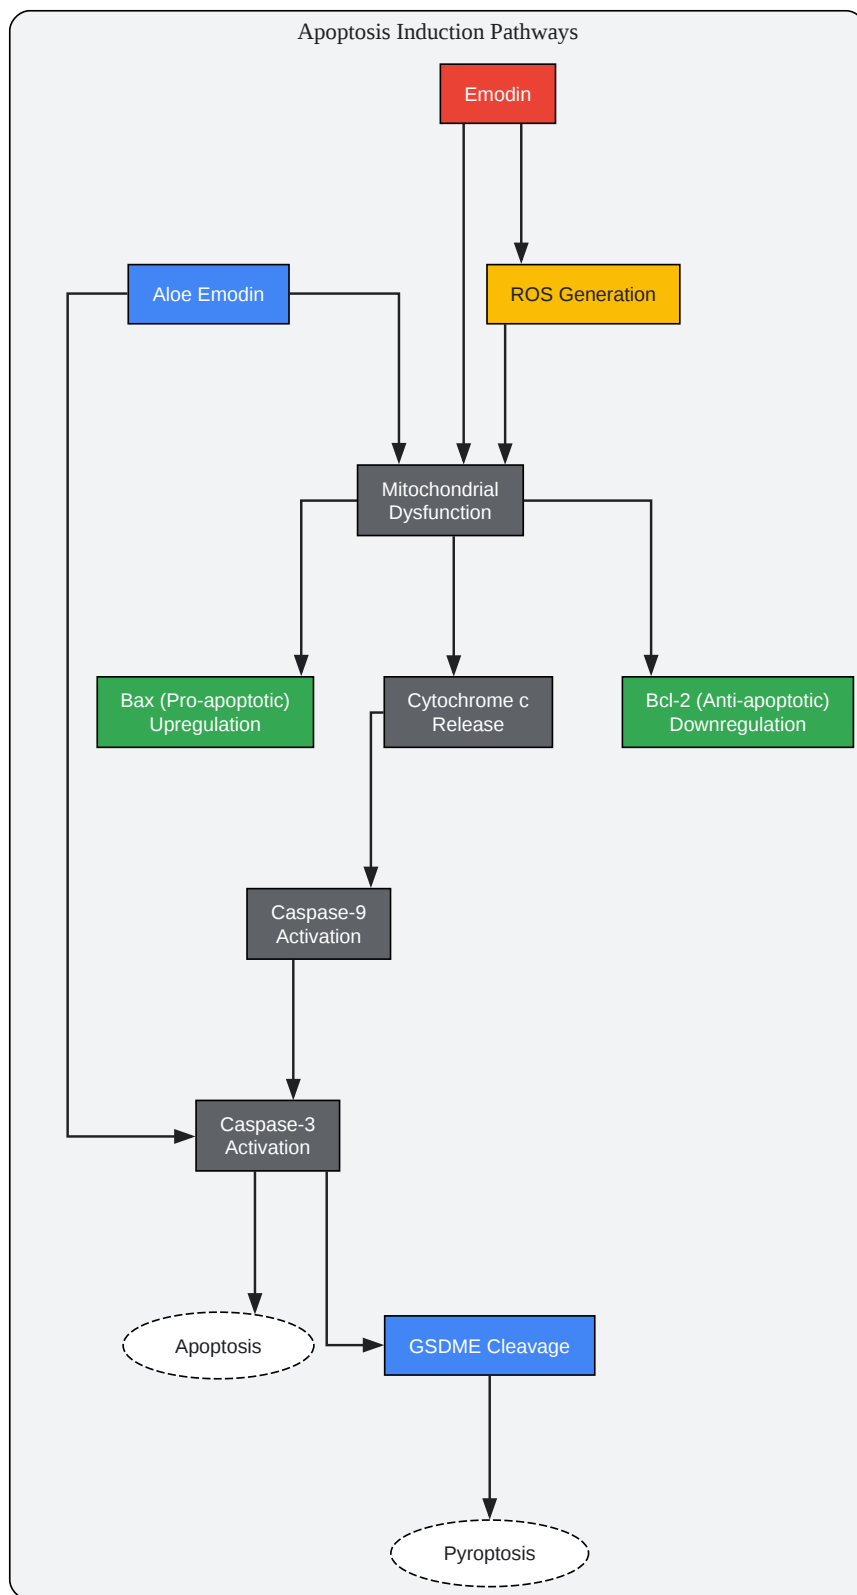 Apoptosis Induction Pathways
Emodin
Aloe Emodin
ROS Generation
Mitochondrial
Dysfunction
Bax (Pro-apoptotic)
Upregulation
Cytochrome c
Release
Bcl-2 (Anti-apoptotic)
Downregulation
Caspase-9
Activation
Caspase-3
Activation
Apoptosis
GSDME Cleavage
Pyroptosis